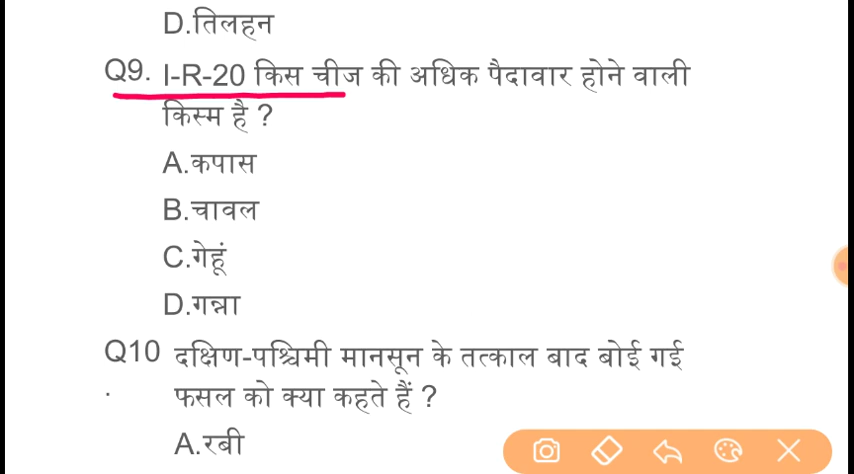 D.तिलहन
Q9. I-R-20 किस चीज की अधिक पैदावार होने वाली
किस्म है ?
A.कपास
B.चावल
C.गेहूं
D.गन्ना
Q10 दक्षिण-पश्चिमी मानसून के तत्काल बाद बोई गई
. फसल को क्या कहते हैं ?
A.रबी